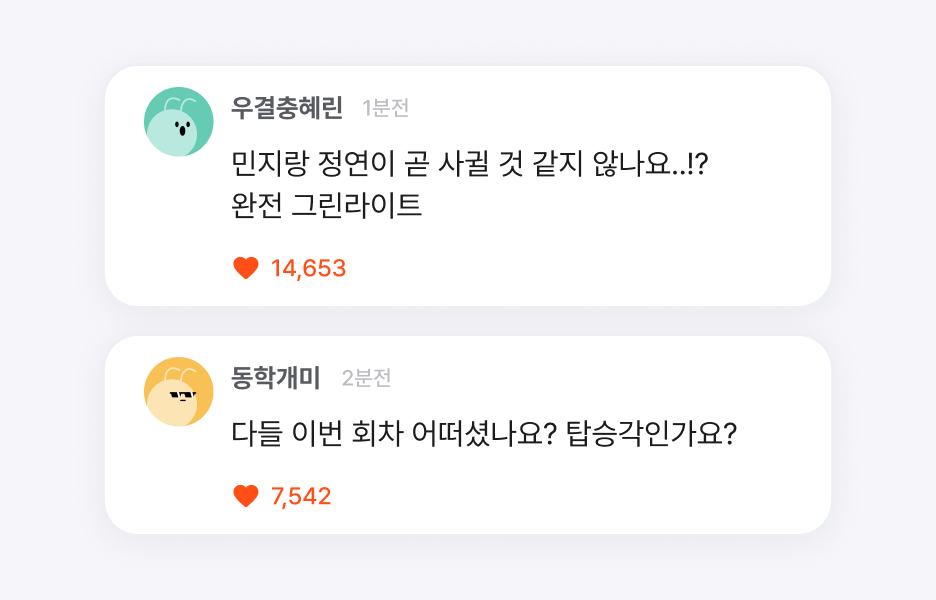 우결충혜린 1분전
민지랑 정연이 곧 사귈 것 같지 않나요..!?
완전 그린라이트
14,653
동학개미 2분전
다들 이번 회차 어떠셨나요? 탑승각인가요?
7,542